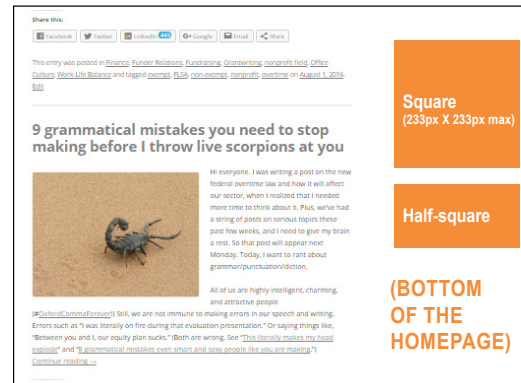 Share this:
Facebook Twitter LinkedIn 445 G+ Google Email More
This entry was posted in Finance, Funder Relations, Fundraising, Grantwriting, nonprofit field, Office
Culture, Work-Life Balance and tagged exempt, FLSA, non-exempt, nonprofit, overtime on August 1, 2016.
Edit
9 grammatical mistakes you need to stop
making before I throw live scorpions at you
Hi everyone. I was writing a post on the new
federal overtime law and how it will affect
our sector, when I realized that I needed
more time to think about it. Plus, we've had
a string of posts on serious topics these
past few weeks, and I need to give my brain
a rest. So that post will appear next
Monday. Today, I want to rant about
grammar/punctuation/diction.
All of us are highly intelligent, charming,
and attractive people
(#OxfordCommaForever!) Still, we are not immune to making errors in our speech and writing.
Errors such as "I was literally on fire during that evaluation presentation." Or saying things like,
"Between you and I, our equity plan sucks." (Both are wrong. See "This literally makes my head
explode" and "8 grammatical mistakes even smart and sexy people like you are making.")
Continue reading →
Square
(233px X 233px max)
Half-square
(BOTTOM
OF THE
HOMEPAGE)